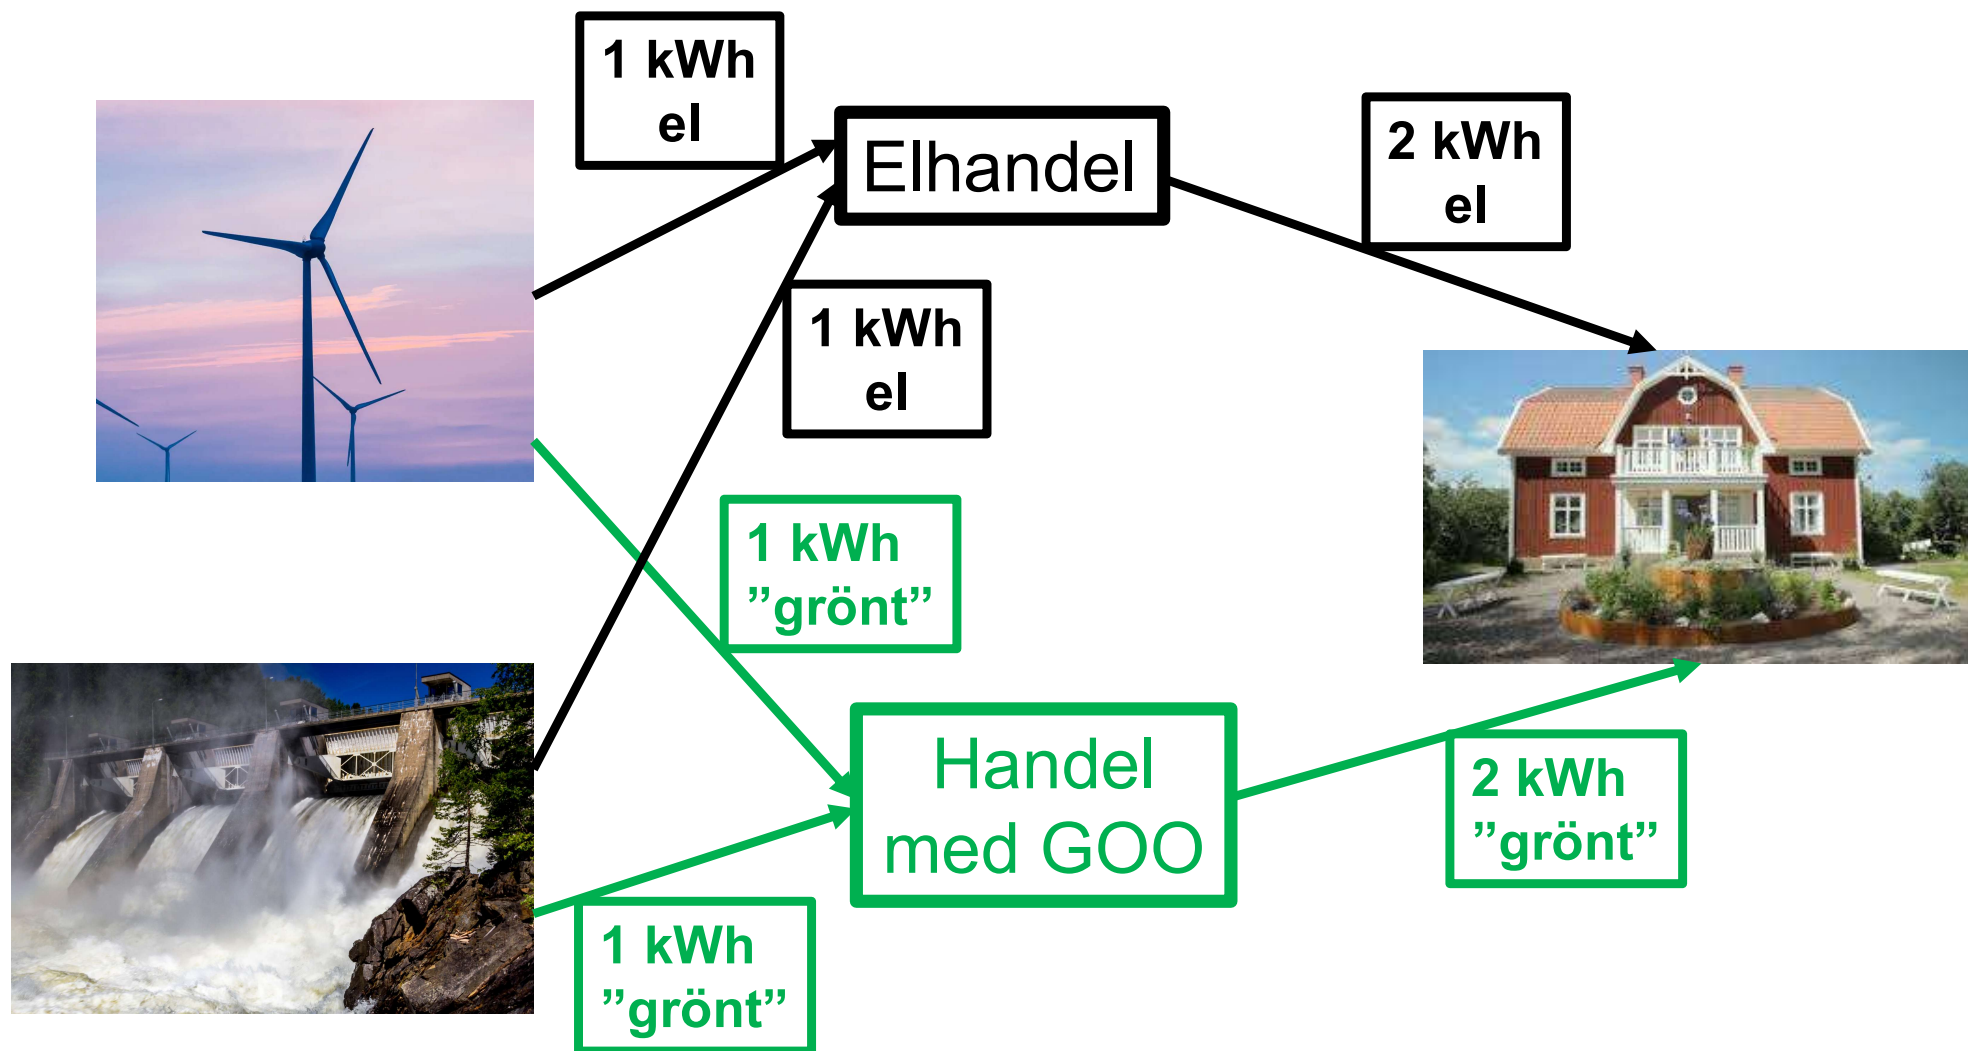 1 kWh
el
Elhandel
2 kWh
el
1 kWh
el
1 kWh
”grönt”
Handel
med GOO
2 kWh
”grönt”
1 kWh
”grönt”